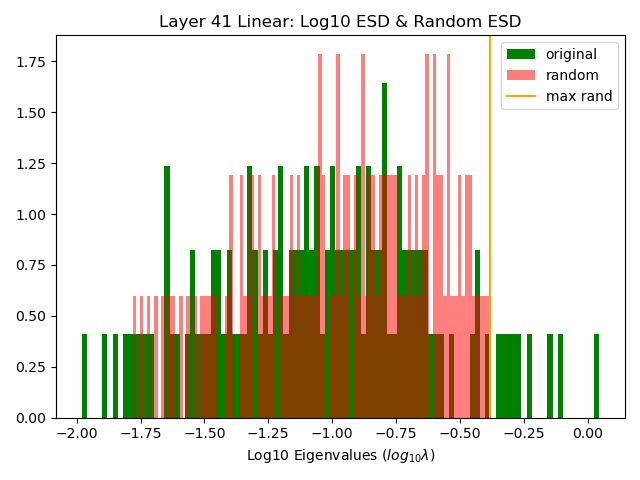 Layer 41 Linear: Log10 ESD & Random ESD
original
random
max rand
1.75
1.50
1.25
1.00
0.75
0.50
0.25
0.00
−2.00 −1.75 −1.50 −1.25 −1.00 −0.75 −0.50 −0.25 0.00
Log10 Eigenvalues (log₁₀λ)